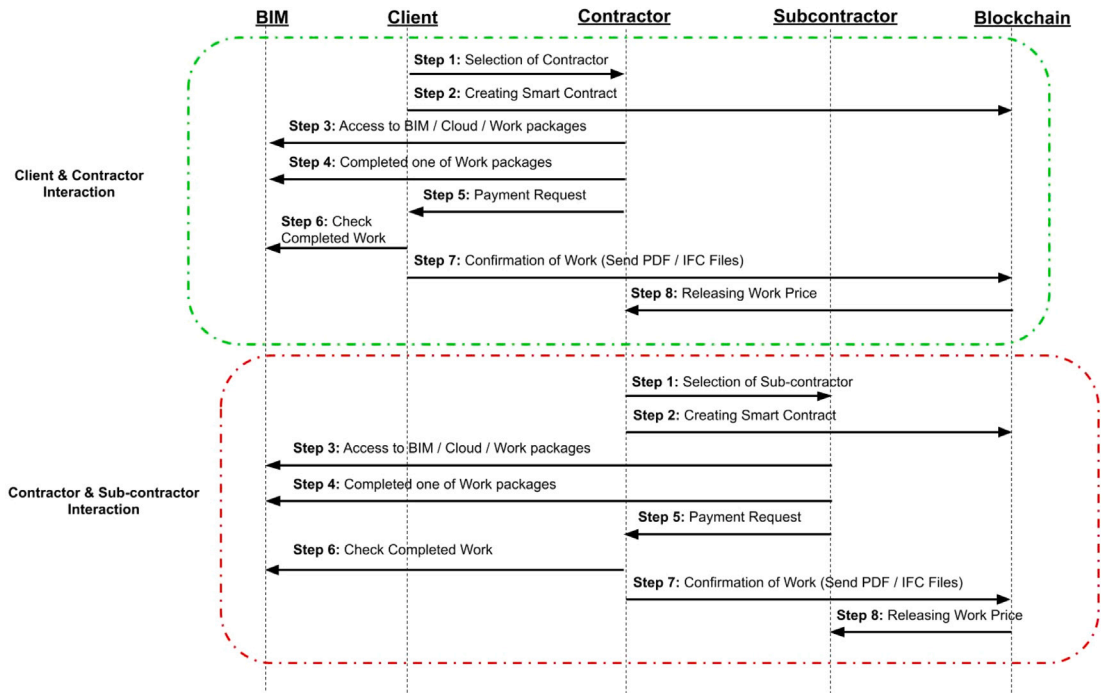 BIM
Client
Contractor
Subcontractor
Blockchain
Client & Contractor
Interaction
Step 1: Selection of Contractor
Step 2: Creating Smart Contract
Step 3: Access to BIM / Cloud / Work packages
Step 4: Completed one of Work packages
Step 5: Payment Request
Step 6: Check
Completed Work
Step 7: Confirmation of Work (Send PDF / IFC Files)
Step 8: Releasing Work Price
Contractor & Sub-contractor
Interaction
Step 1: Selection of Sub-contractor
Step 2: Creating Smart Contract
Step 3: Access to BIM / Cloud / Work packages
Step 4: Completed one of Work packages
Step 5: Payment Request
Step 6: Check Completed Work
Step 7: Confirmation of Work (Send PDF / IFC Files)
Step 8: Releasing Work Price